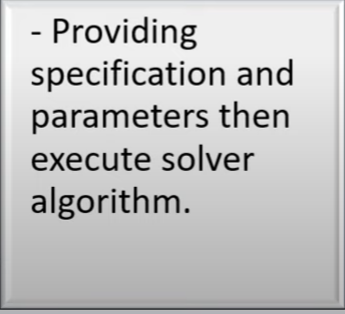 - Providing
specification and
parameters then
execute solver
algorithm.